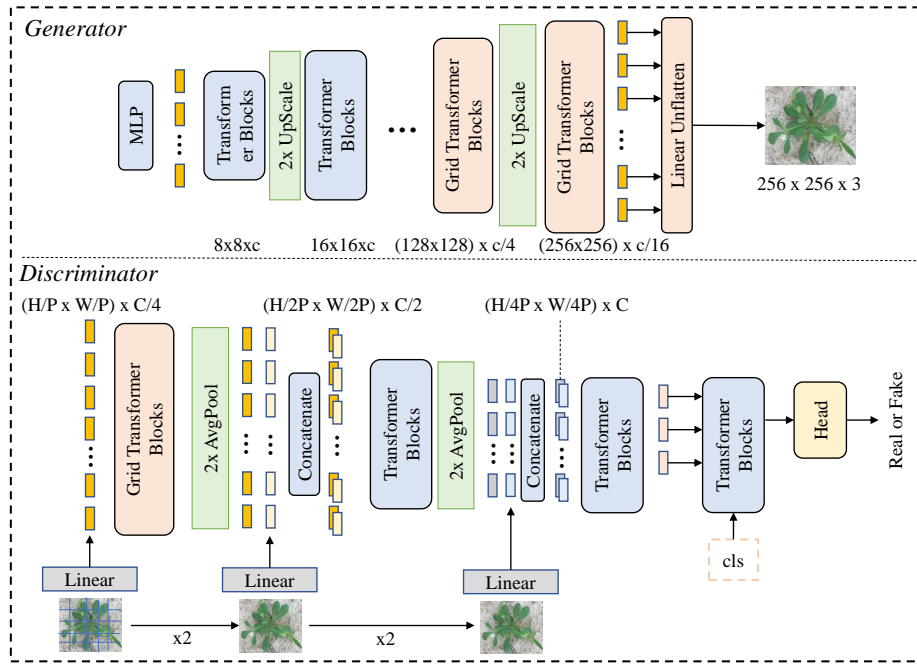 Generator
MLP
Transform
er Blocks
2x UpScale
Transformer
Blocks
Grid Transformer
Blocks
2x UpScale
Grid Transformer
Blocks
Linear Unflatten
256 x 256 x 3
8x8xc
16x16xc
(128x128) x c/4
(256x256) x c/16
Discriminator
(H/P x W/P) x C/4
(H/2P x W/2P) x C/2
(H/4P x W/4P) x C
Grid Transformer
Blocks
2x AvgPool
Concatenate
Transformer
Blocks
2x AvgPool
Concatenate
Transformer
Blocks
Transformer
Blocks
Head
Real or Fake
cls
Linear
Linear
Linear
x2
x2